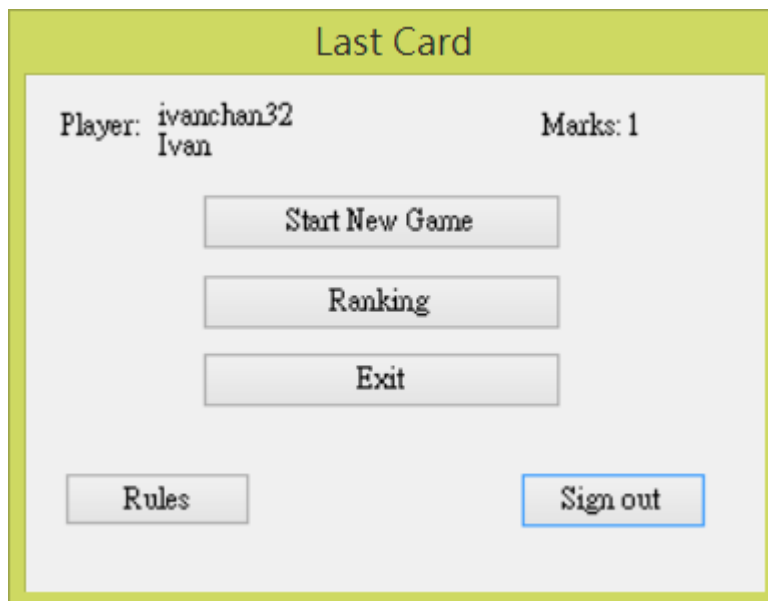 Last Card
Player: ivanchan32
Ivan
Marks: 1
Start New Game
Ranking
Exit
Rules
Sign out